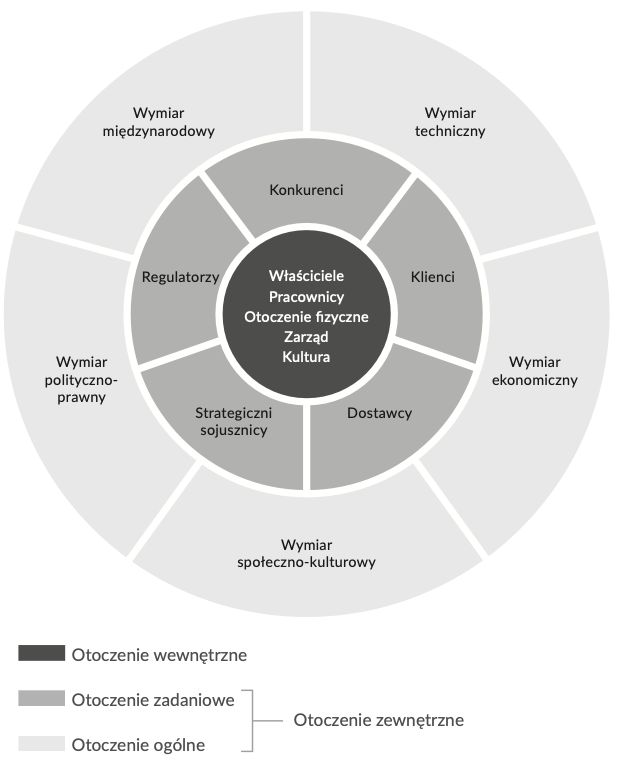 Wymiar
międzynarodowy
Wymiar
techniczny
Konkurenci
Regulatorzy
Klienci
Właściciele
Pracownicy
Otoczenie fizyczne
Zarząd
Kultura
Wymiar
polityczno-
prawny
Wymiar
ekonomiczny
Strategiczni
sojusznicy
Dostawcy
Wymiar
społeczno-kulturowy
Otoczenie wewnętrzne
Otoczenie zadaniowe
Otoczenie zewnętrzne
Otoczenie ogólne